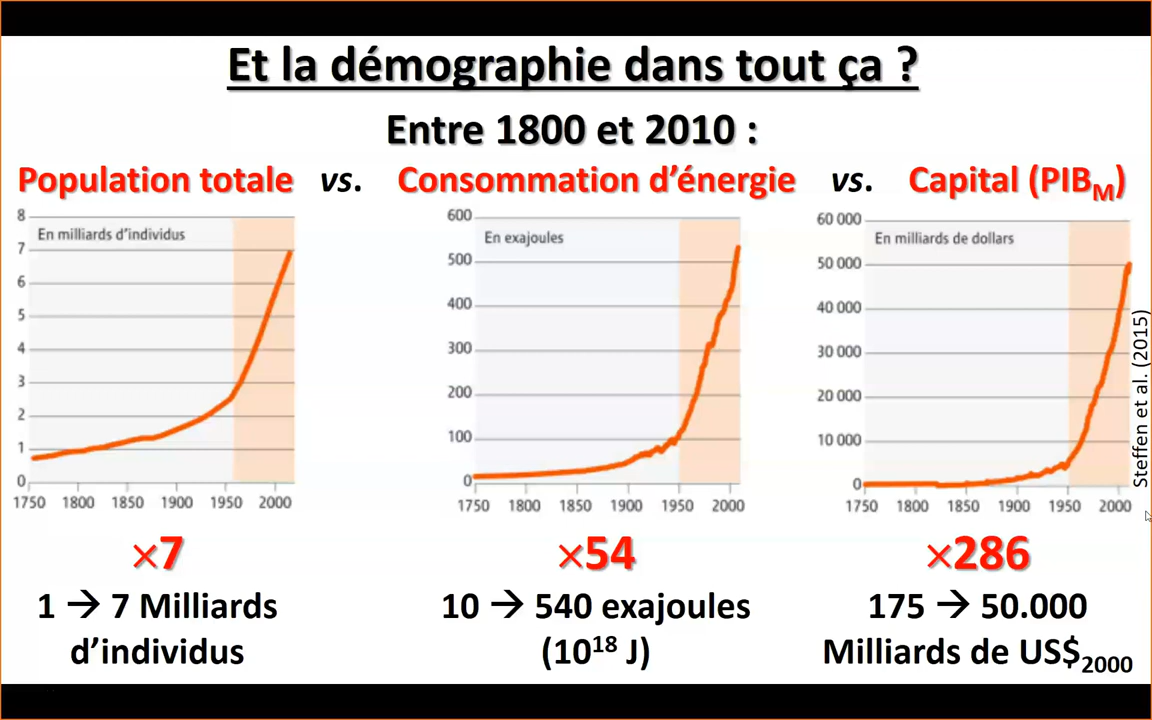 Et la démographie dans tout ça ?
Entre 1800 et 2010 :
Population totale vs. Consommation d'énergie vs. Capital (PIB_M)
En milliards d'individus
8
7
6
5
4
3
2
1
0
1750 1800 1850 1900 1950 2000
En exajoules
600
500
400
300
200
100
0
1750 1800 1850 1900 1950 2000
En milliards de dollars
60 000
50 000
40 000
30 000
20 000
10 000
0
1750 1800 1850 1900 1950 2000
Steffen et al. (2015)
×7
1 → 7 Milliards
d'individus
×54
10 → 540 exajoules
(10^18 J)
×286
175 → 50.000
Milliards de US$_2000